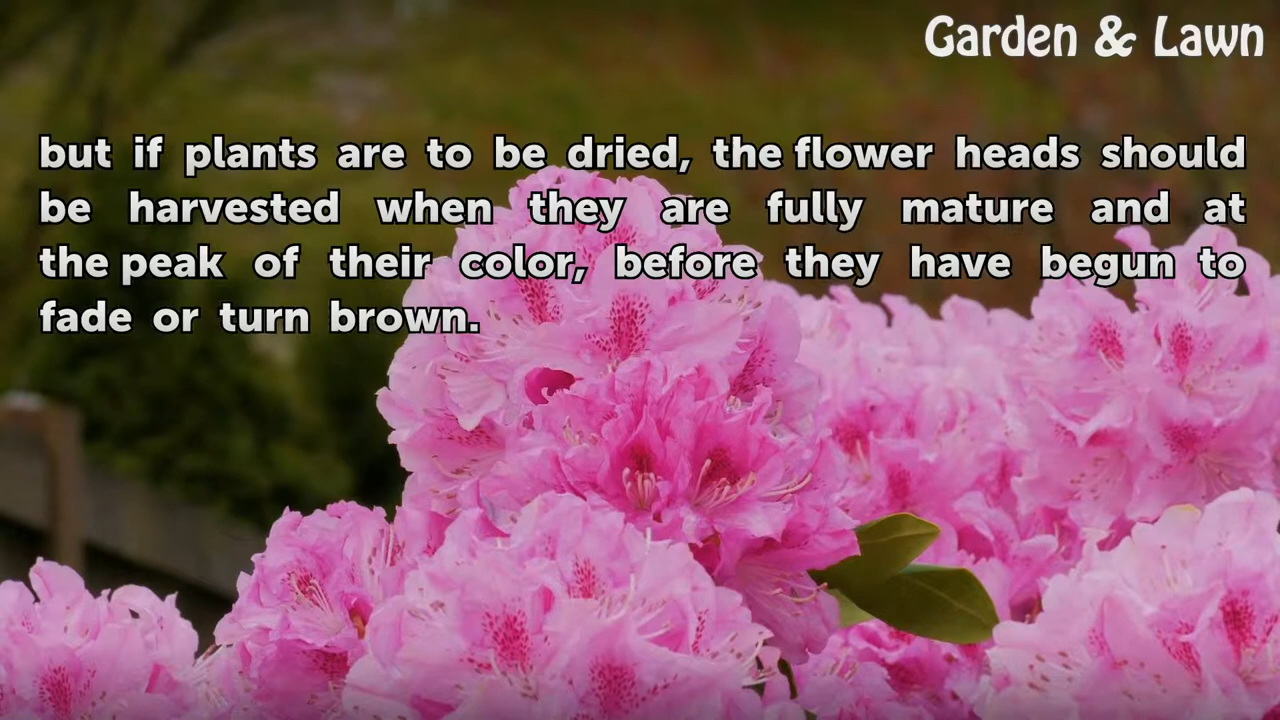 Garden & Lawn
but if plants are to be dried, the flower heads should
be harvested when they are fully mature and at
the peak of their color, before they have begun to
fade or turn brown.